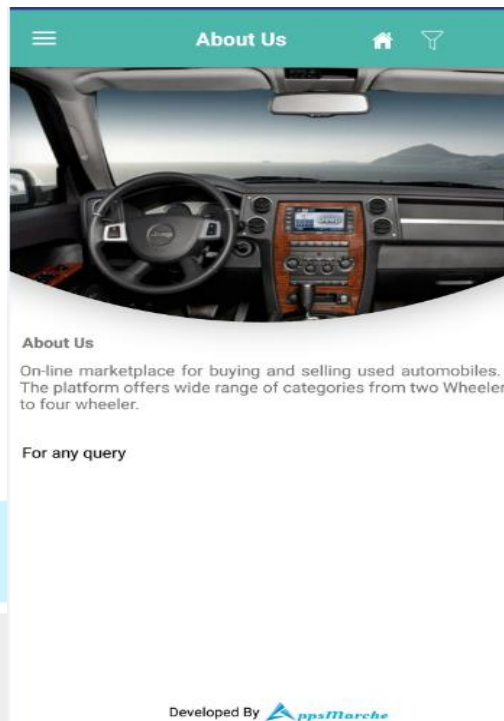 About Us
Jeep
About Us
On-line marketplace for buying and selling used automobiles.
The platform offers wide range of categories from two Wheeler
to four wheeler.
For any query
Developed By AppsMarche